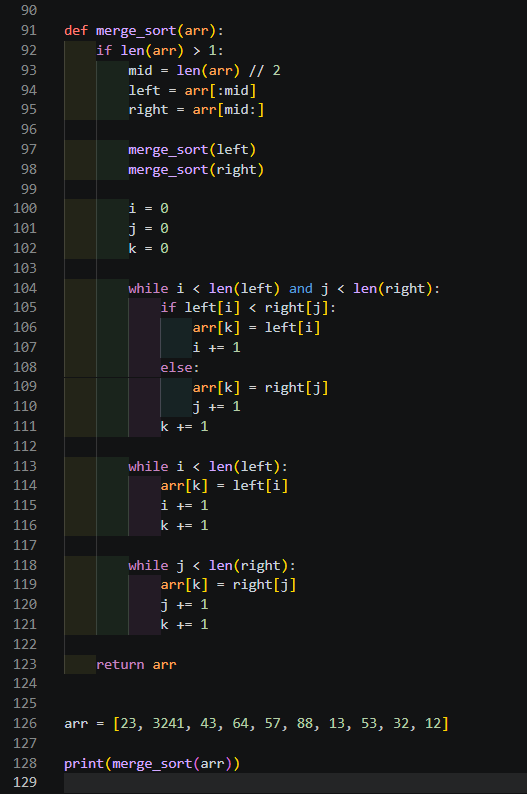 90
91 def merge_sort(arr):
92     if len(arr) > 1:
93         mid = len(arr) // 2
94         left = arr[:mid]
95         right = arr[mid:]
96
97         merge_sort(left)
98         merge_sort(right)
99
100         i = 0
101         j = 0
102         k = 0
103
104         while i < len(left) and j < len(right):
105             if left[i] < right[j]:
106                 arr[k] = left[i]
107                 i += 1
108             else:
109                 arr[k] = right[j]
110                 j += 1
111             k += 1
112
113         while i < len(left):
114             arr[k] = left[i]
115             i += 1
116             k += 1
117
118         while j < len(right):
119             arr[k] = right[j]
120             j += 1
121             k += 1
122
123     return arr
124
125
126 arr = [23, 3241, 43, 64, 57, 88, 13, 53, 32, 12]
127
128 print(merge_sort(arr))
129